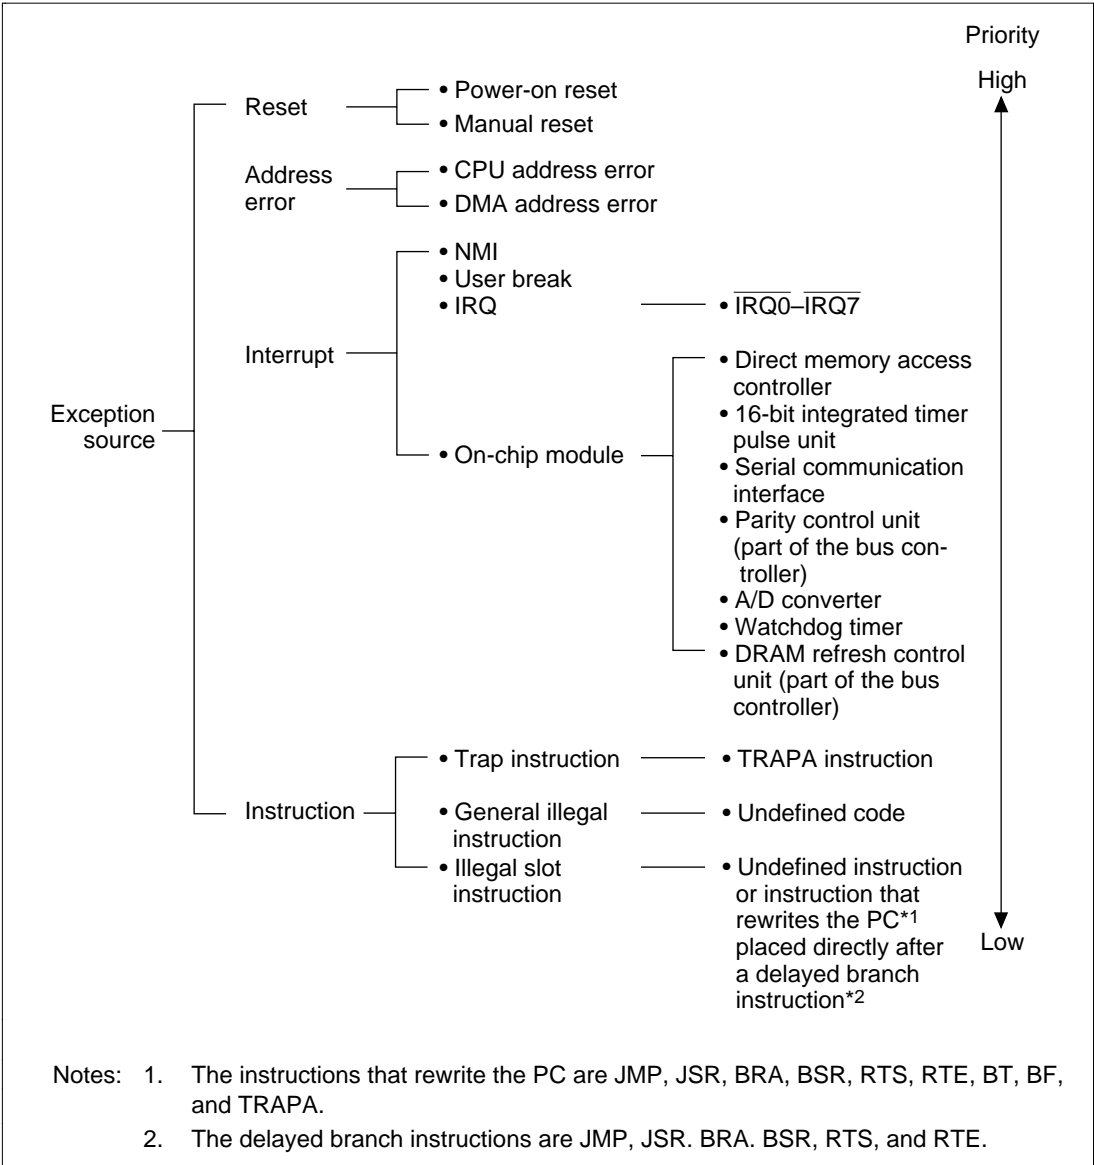 Priority
High
Reset
• Power-on reset
• Manual reset
Address
error
• CPU address error
• DMA address error
Interrupt
• NMI
• User break
• IRQ
• IRQ0–IRQ7
• On-chip module
• Direct memory access
controller
• 16-bit integrated timer
pulse unit
• Serial communication
interface
• Parity control unit
(part of the bus con-
troller)
• A/D converter
• Watchdog timer
• DRAM refresh control
unit (part of the bus
controller)
Exception
source
Instruction
• Trap instruction
• TRAPA instruction
• General illegal
instruction
• Undefined code
• Illegal slot
instruction
• Undefined instruction
or instruction that
rewrites the PC*1
placed directly after
a delayed branch
instruction*2
Low
Notes: 1. The instructions that rewrite the PC are JMP, JSR, BRA, BSR, RTS, RTE, BT, BF,
and TRAPA.
2. The delayed branch instructions are JMP, JSR. BRA. BSR, RTS, and RTE.